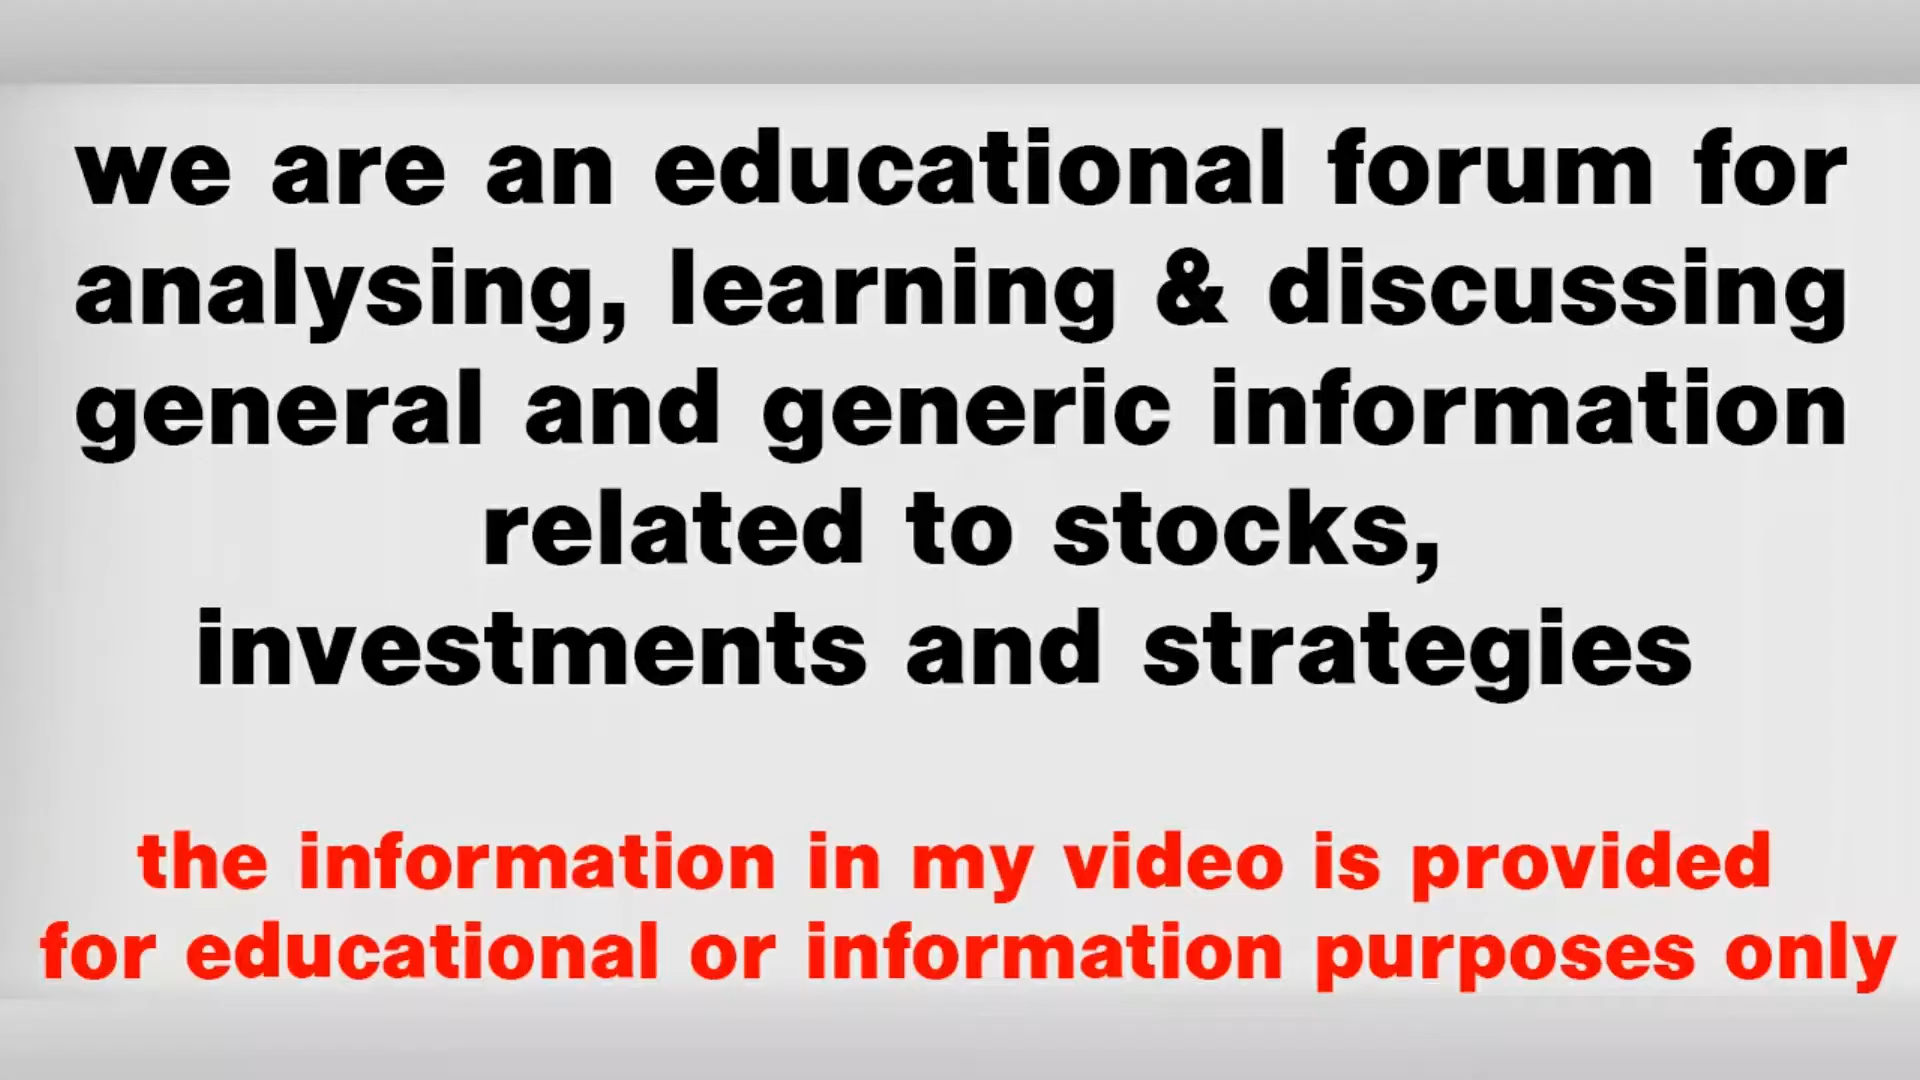 we are an educational forum for
analysing, learning & discussing
general and generic information
related to stocks,
investments and strategies
the information in my video is provided
for educational or information purposes only